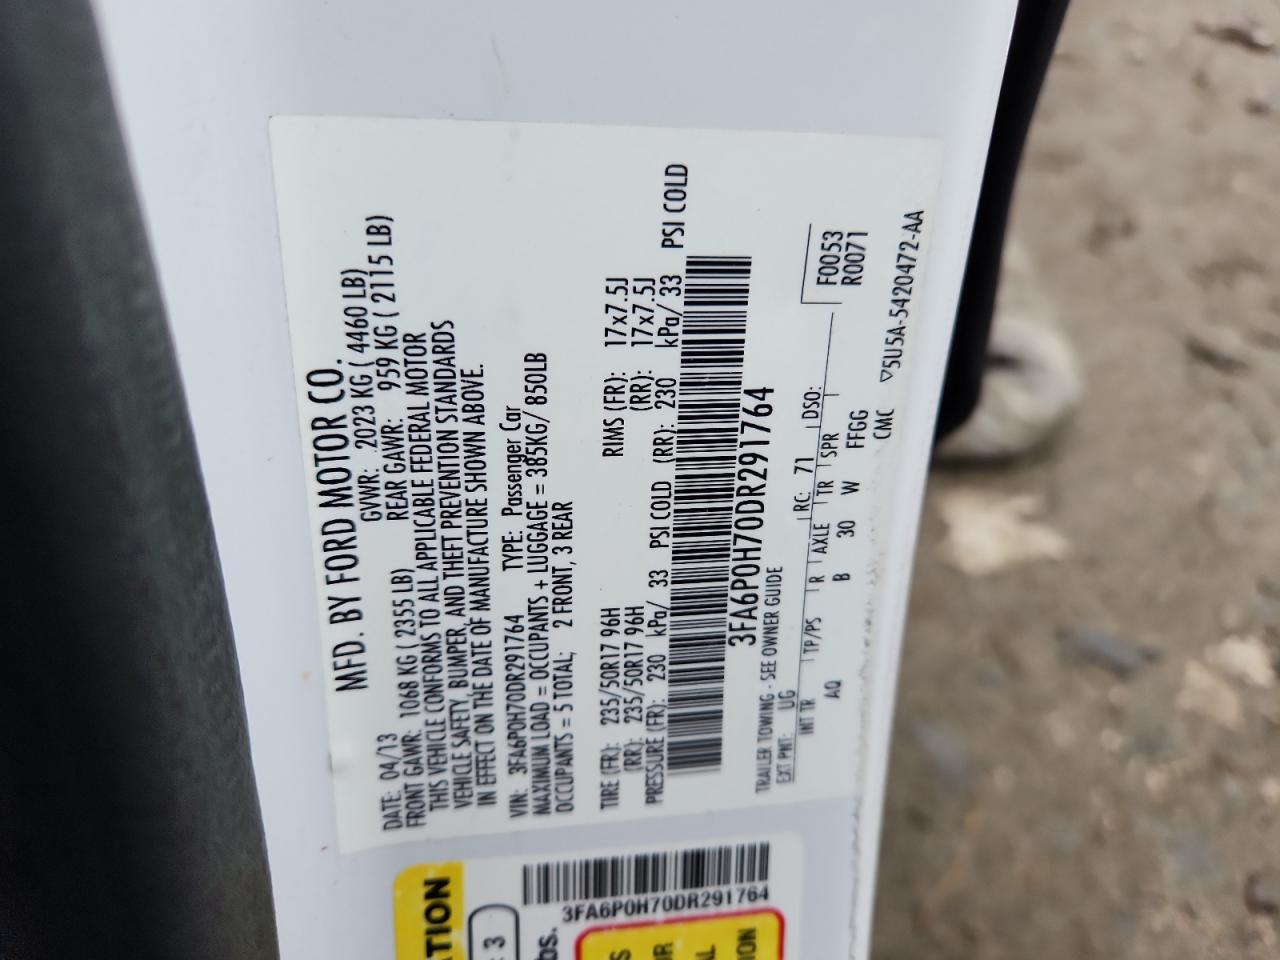 MFD. BY FORD MOTOR CO.
DATE: 04/13 GVWR: 2023 KG ( 4460 LB)
FRONT GAWR: 1068 KG ( 2355 LB) REAR GAWR: 959 KG ( 2115 LB)
THIS VEHICLE CONFORMS TO ALL APPLICABLE FEDERAL MOTOR
VEHICLE SAFETY, BUMPER, AND THEFT PREVENTION STANDARDS
IN EFFECT ON THE DATE OF MANUFACTURE SHOWN ABOVE.
VIN: 3FA6P0H70DR291764 TYPE: Passenger Car
MAXIMUM LOAD = OCCUPANTS + LUGGAGE = 385KG/ 850LB
OCCUPANTS = 5 TOTAL; 2 FRONT, 3 REAR
TIRE (FR): 235/50R17 96H RIMS (FR): 17x7.5J
(RR): 235/50R17 96H (RR): 17x7.5J
PRESSURE (FR): 230 kPa/ 33 PSI COLD (RR): 230 kPa/ 33 PSI COLD
3FA6P0H70DR291764
TRAILER TOWING - SEE OWNER GUIDE
EXT PNT: UG RC: 71 DSO: F0053
R0071
INT TR TP/PS R AXLE TR SPR
AQ B 30 W FFGG
CMC ▽5U5A-5420472-AA
3FA6P0H70DR291764